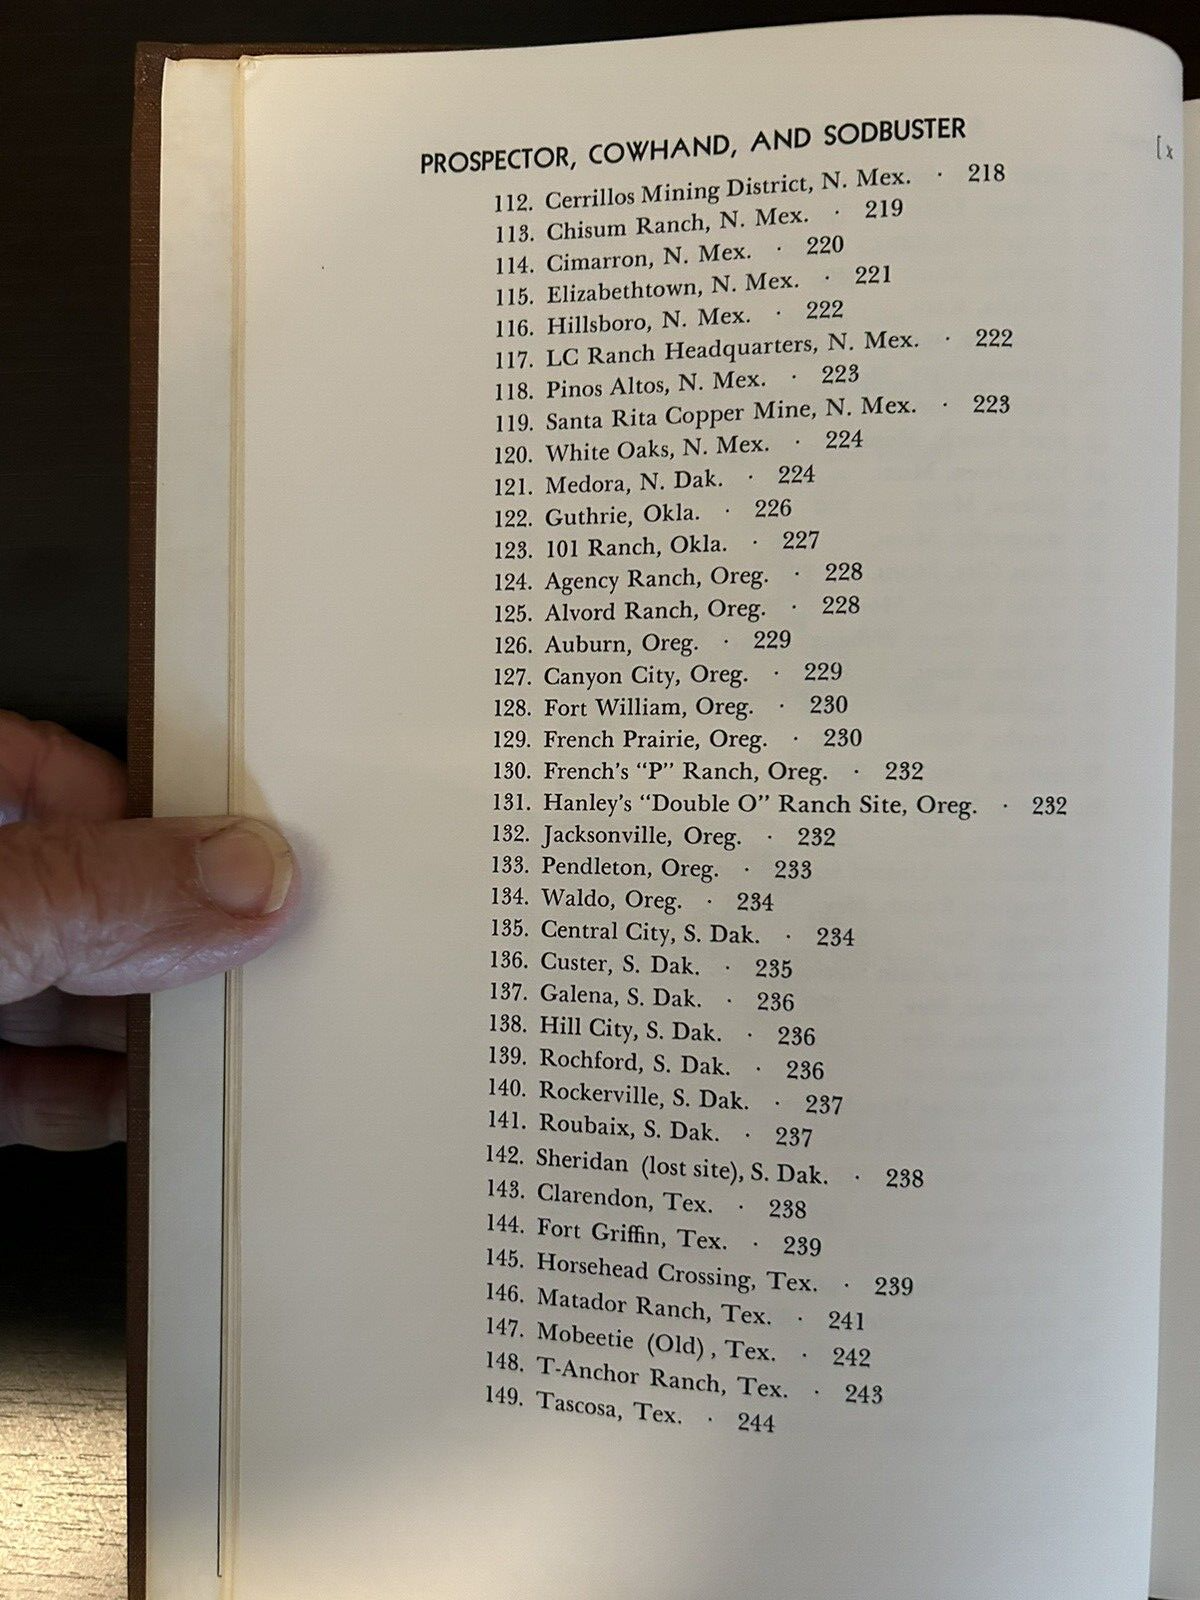 PROSPECTOR, COWHAND, AND SODBUSTER
[x
112. Cerrillos Mining District, N. Mex. · 218
113. Chisum Ranch, N. Mex. · 219
114. Cimarron, N. Mex. · 220
115. Elizabethtown, N. Mex. · 221
116. Hillsboro, N. Mex. · 222
117. LC Ranch Headquarters, N. Mex. · 222
118. Pinos Altos, N. Mex. · 223
119. Santa Rita Copper Mine, N. Mex. · 223
120. White Oaks, N. Mex. · 224
121. Medora, N. Dak. · 224
122. Guthrie, Okla. · 226
123. 101 Ranch, Okla. · 227
124. Agency Ranch, Oreg. · 228
125. Alvord Ranch, Oreg. · 228
126. Auburn, Oreg. · 229
127. Canyon City, Oreg. · 229
128. Fort William, Oreg. · 230
129. French Prairie, Oreg. · 230
130. French's “P” Ranch, Oreg. · 232
131. Hanley's “Double O” Ranch Site, Oreg. · 232
132. Jacksonville, Oreg. · 232
133. Pendleton, Oreg. · 233
134. Waldo, Oreg. · 234
135. Central City, S. Dak. · 234
136. Custer, S. Dak. · 235
137. Galena, S. Dak. · 236
138. Hill City, S. Dak. · 236
139. Rochford, S. Dak. · 236
140. Rockerville, S. Dak. · 237
141. Roubaix, S. Dak. · 237
142. Sheridan (lost site), S. Dak. · 238
143. Clarendon, Tex. · 238
144. Fort Griffin, Tex. · 239
145. Horsehead Crossing, Tex. · 239
146. Matador Ranch, Tex. · 241
147. Mobeetie (Old), Tex. · 242
148. T-Anchor Ranch, Tex. · 243
149. Tascosa, Tex. · 244